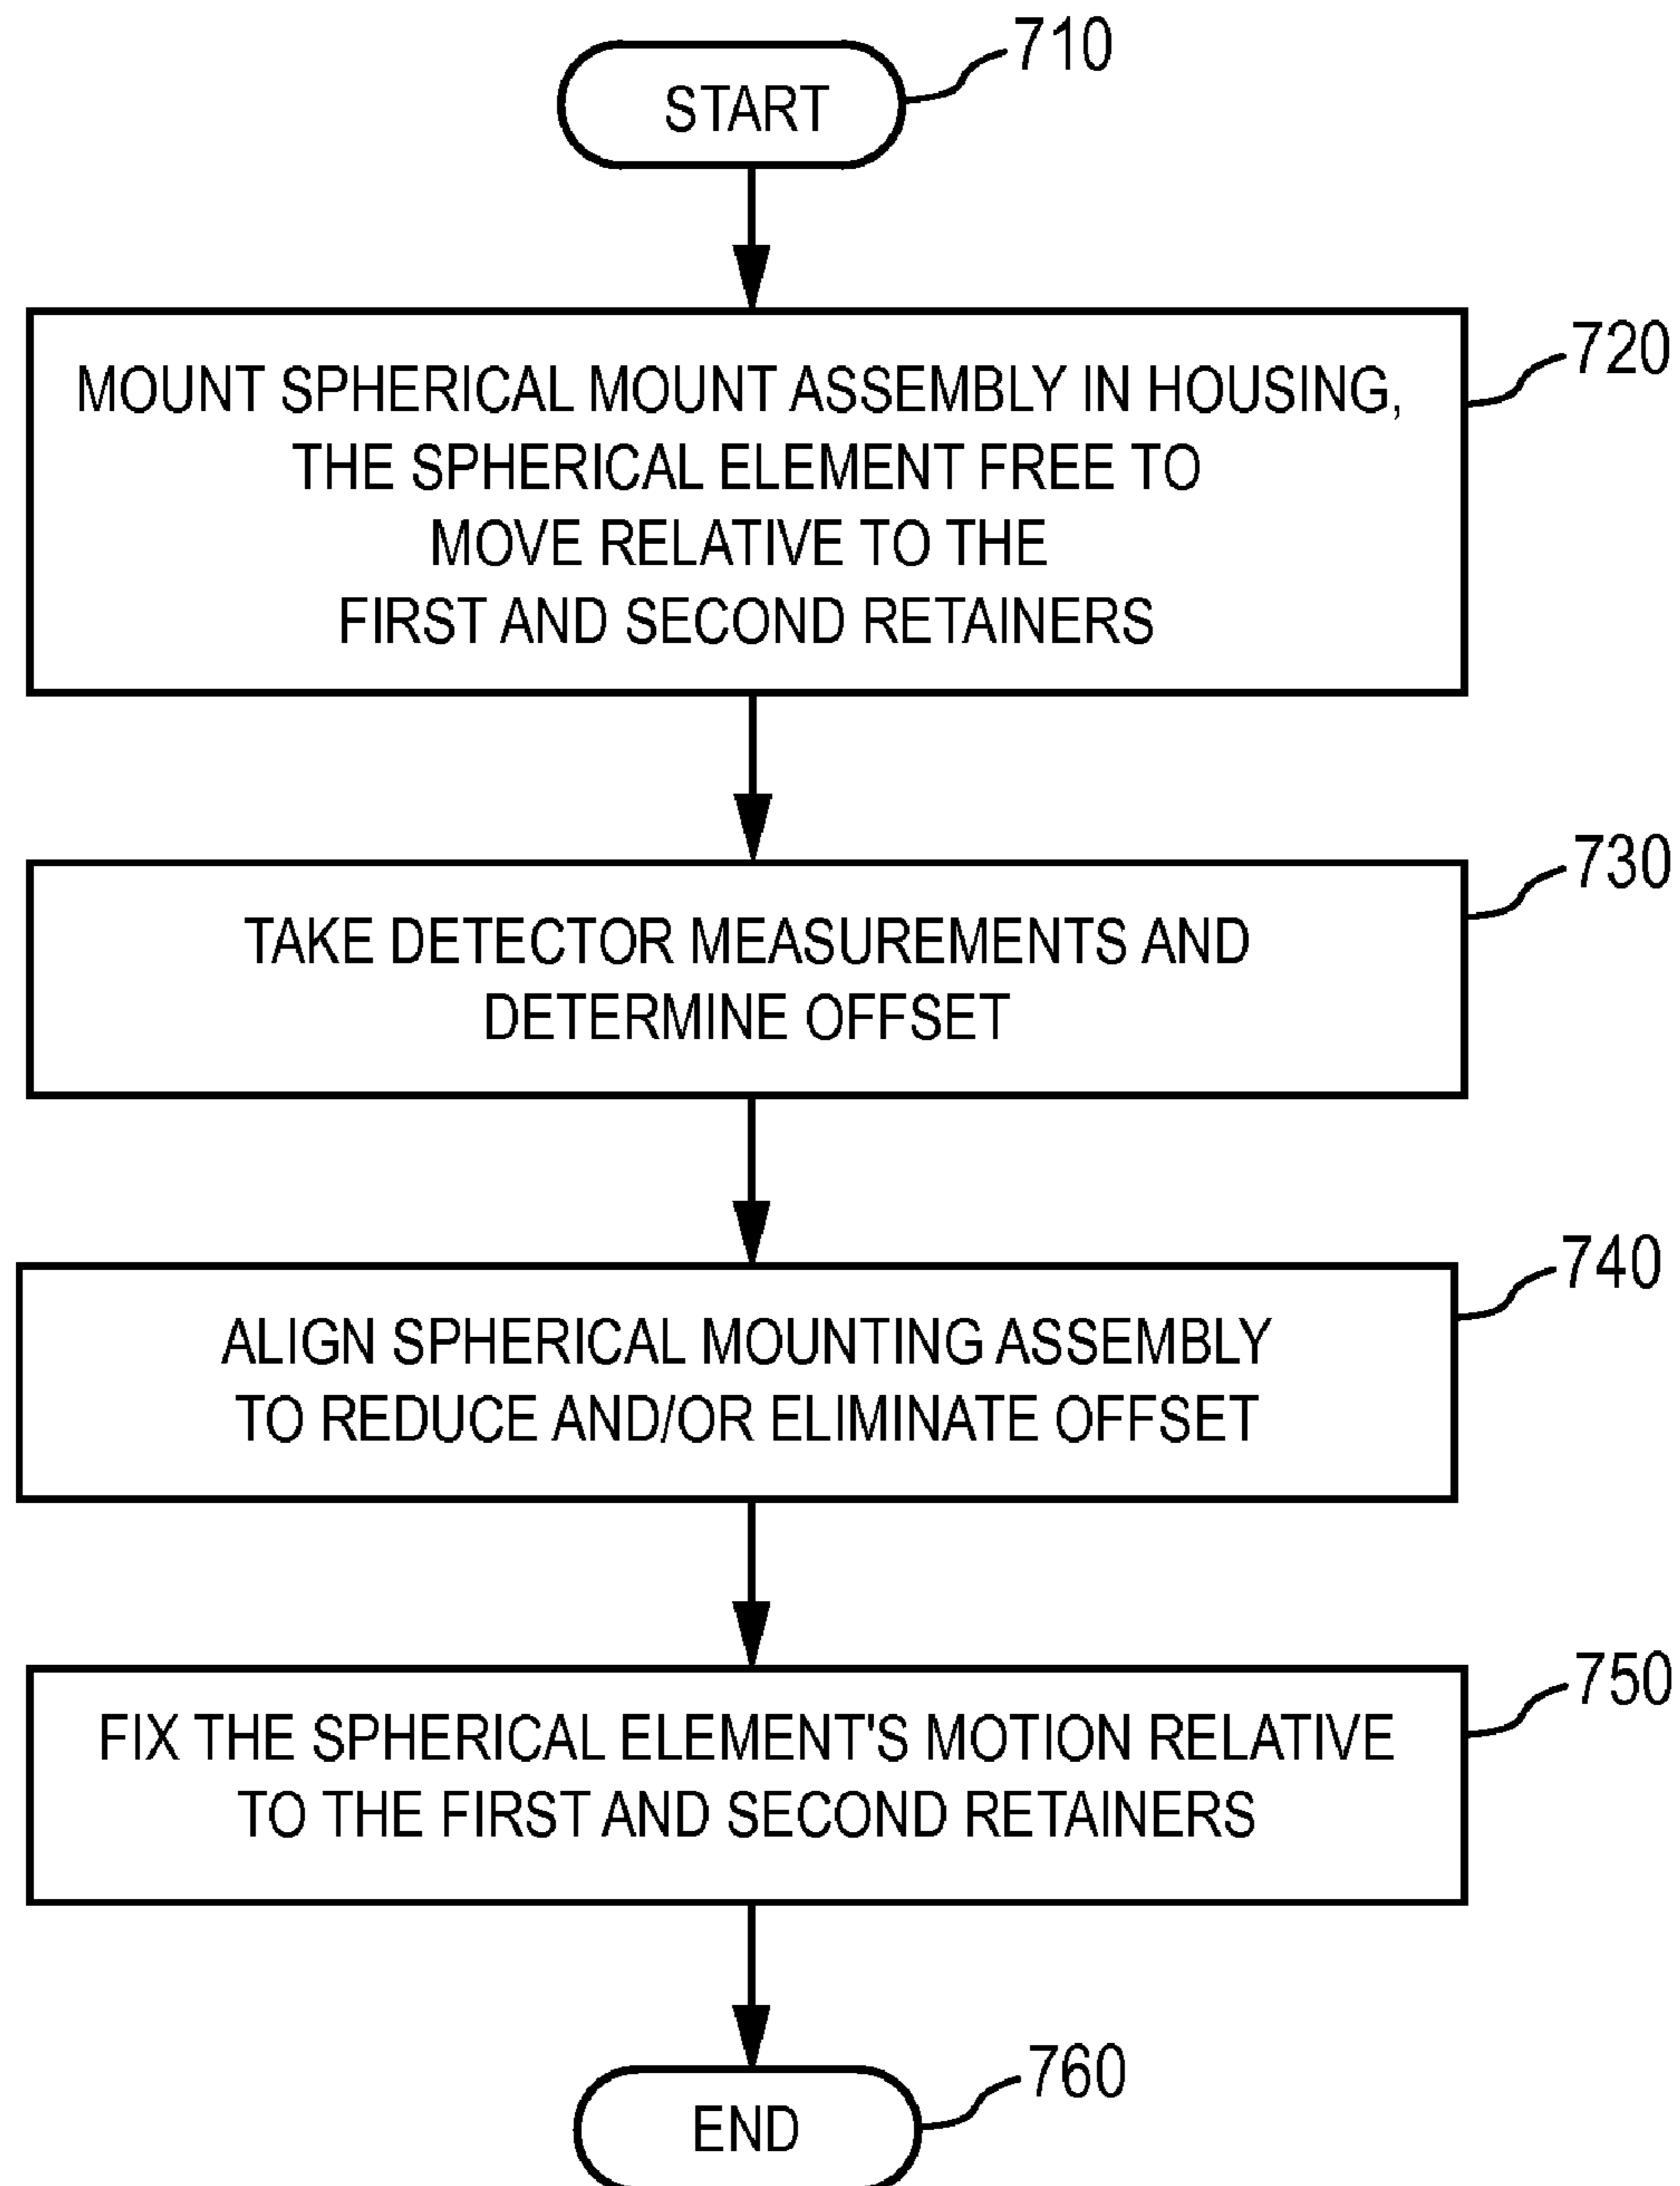 710
START
720
MOUNT SPHERICAL MOUNT ASSEMBLY IN HOUSING,
THE SPHERICAL ELEMENT FREE TO
MOVE RELATIVE TO THE
FIRST AND SECOND RETAINERS
730
TAKE DETECTOR MEASUREMENTS AND
DETERMINE OFFSET
740
ALIGN SPHERICAL MOUNTING ASSEMBLY
TO REDUCE AND/OR ELIMINATE OFFSET
750
FIX THE SPHERICAL ELEMENT'S MOTION RELATIVE
TO THE FIRST AND SECOND RETAINERS
760
END